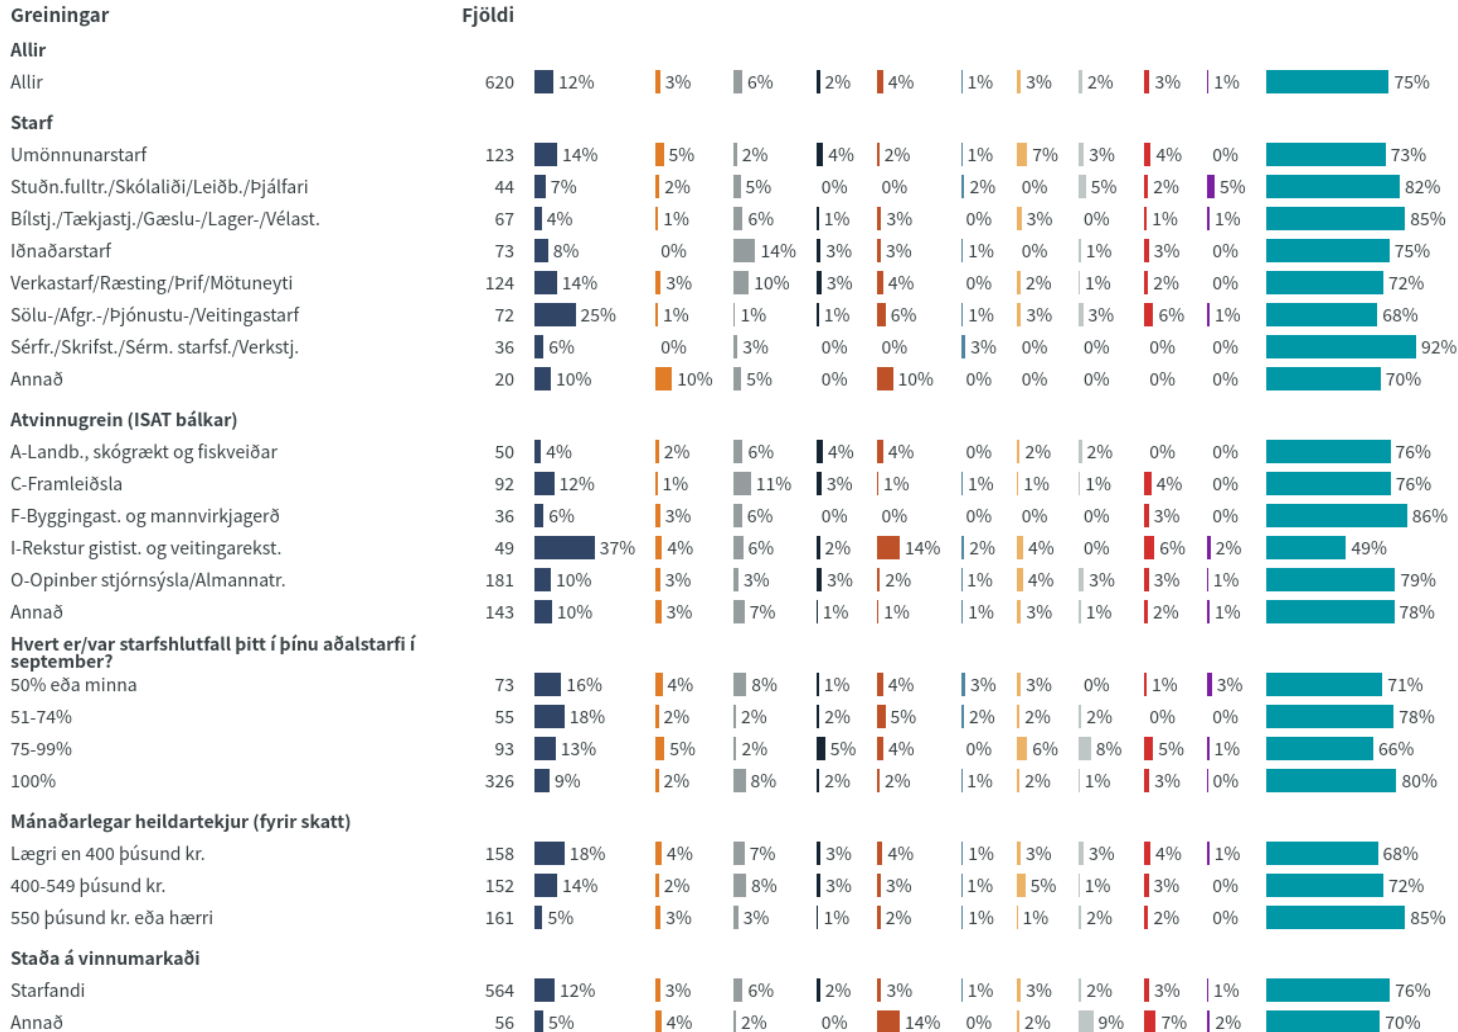 Greiningar Fjöldi
Allir
Allir 620 12% 3% 6% 2% 4% 1% 3% 2% 3% 1% 75%
Starf
Umönnunarstarf 123 14% 5% 2% 4% 2% 1% 7% 3% 4% 0% 73%
Stuðn.fulltr./Skólaliði/Leiðb./Þjálfari 44 7% 2% 5% 0% 0% 2% 0% 5% 2% 5% 82%
Bílstj./Tækjastj./Gæslu-/Lager-/Vélast. 67 4% 1% 6% 1% 3% 0% 3% 0% 1% 1% 85%
Iðnaðarstarf 73 8% 0% 14% 3% 3% 1% 0% 1% 3% 0% 75%
Verkastarf/Ræsting/Þrif/Mötuneyti 124 14% 3% 10% 3% 4% 0% 2% 1% 2% 0% 72%
Sölu-/Afgr.-/Þjónustu-/Veitingastarf 72 25% 1% 1% 1% 6% 1% 3% 3% 6% 1% 68%
Sérfr./Skrifst./Sérm. starfsf./Verkstj. 36 6% 0% 3% 0% 0% 3% 0% 0% 0% 0% 92%
Annað 20 10% 10% 5% 0% 10% 0% 0% 0% 0% 0% 70%
Atvinnugrein (ISAT bálkar)
A-Landb., skógrækt og fiskveiðar 50 4% 2% 6% 4% 4% 0% 2% 2% 0% 0% 76%
C-Framleiðsla 92 12% 1% 11% 3% 1% 1% 1% 1% 4% 0% 76%
F-Byggingast. og mannvirkjagerð 36 6% 3% 6% 0% 0% 0% 0% 0% 3% 0% 86%
I-Rekstur gistist. og veitingarekst. 49 37% 4% 6% 2% 14% 2% 4% 0% 6% 2% 49%
O-Opinber stjórnsýsla/Almannatr. 181 10% 3% 3% 3% 2% 1% 4% 3% 3% 1% 79%
Annað 143 10% 3% 7% 1% 1% 1% 3% 1% 2% 1% 78%
Hvert er/var starfshlutfall þitt í þínu aðalstarfi í
september?
50% eða minna 73 16% 4% 8% 1% 4% 3% 3% 0% 1% 3% 71%
51-74% 55 18% 2% 2% 2% 5% 2% 2% 2% 0% 0% 78%
75-99% 93 13% 5% 2% 5% 4% 0% 6% 8% 5% 1% 66%
100% 326 9% 2% 8% 2% 2% 1% 2% 1% 3% 0% 80%
Mánaðarlegar heildartekjur (fyrir skatt)
Lægri en 400 þúsund kr. 158 18% 4% 7% 3% 4% 1% 3% 3% 4% 1% 68%
400-549 þúsund kr. 152 14% 2% 8% 3% 3% 1% 5% 1% 3% 0% 72%
550 þúsund kr. eða hærri 161 5% 3% 3% 1% 2% 1% 1% 2% 2% 0% 85%
Staða á vinnumarkaði
Starfandi 564 12% 3% 6% 2% 3% 1% 3% 2% 3% 1% 76%
Annað 56 5% 4% 2% 0% 14% 0% 2% 9% 7% 2% 70%